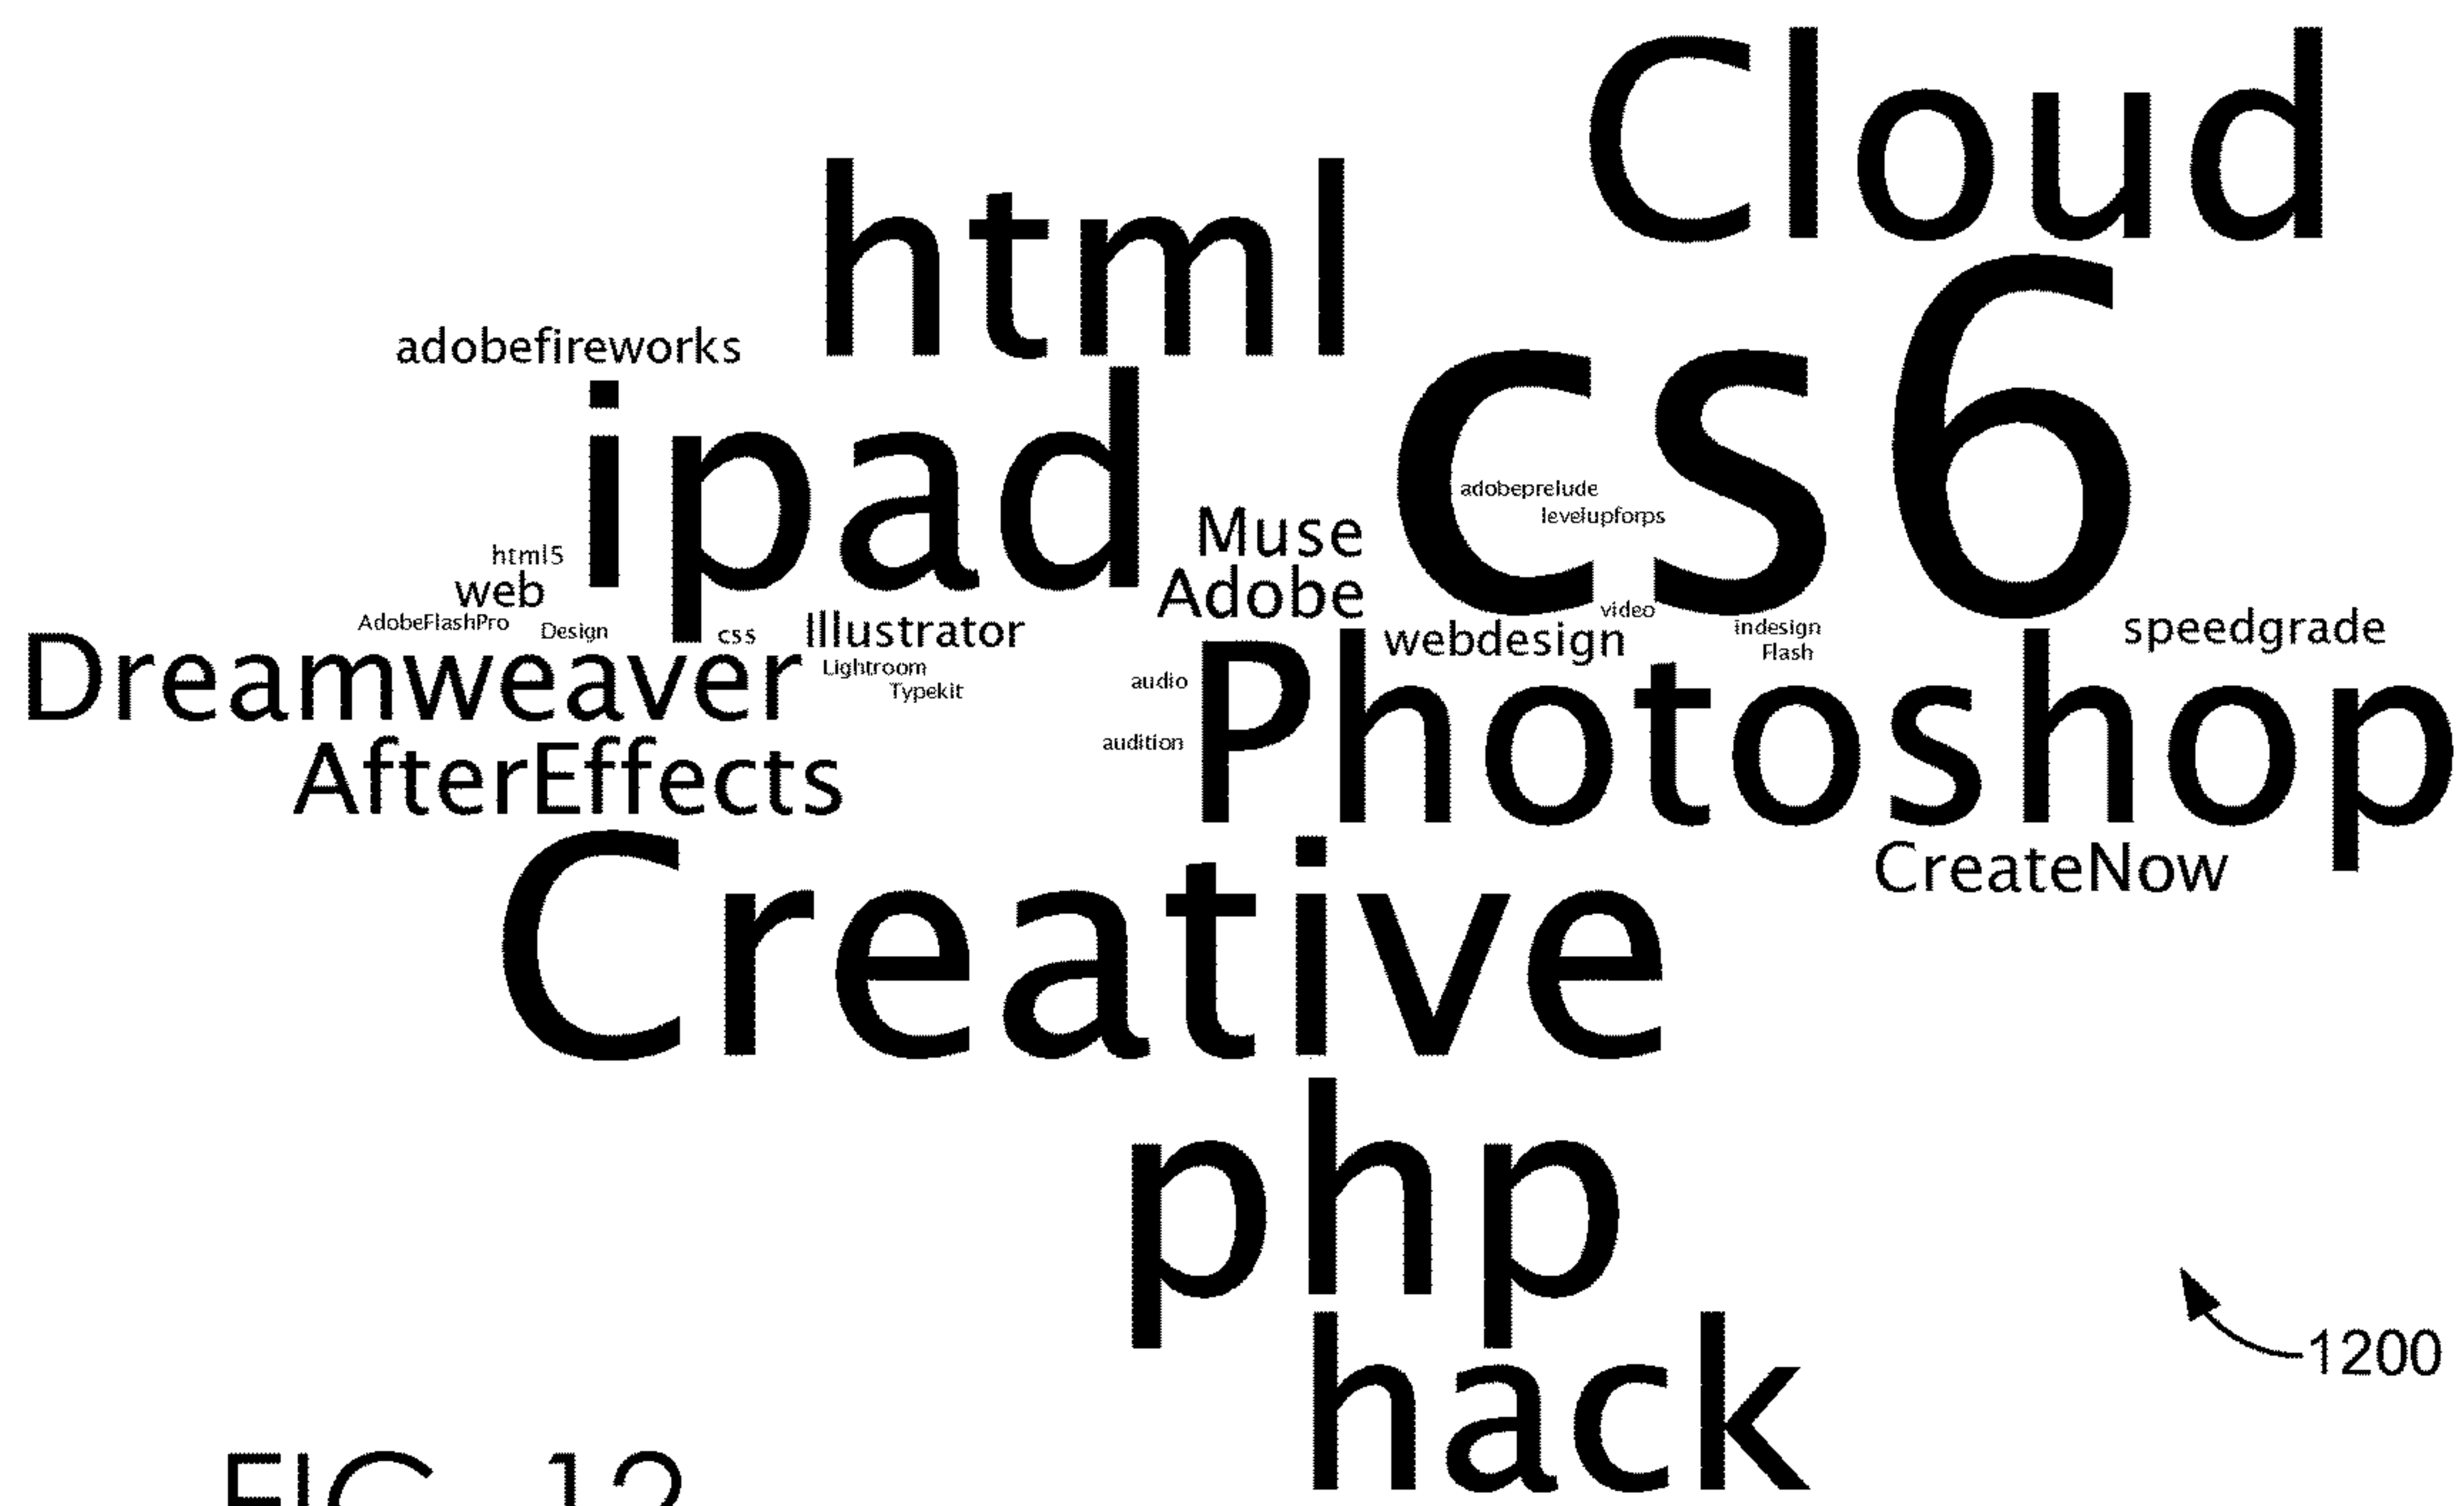 Cloud
html
cs6
adobefireworks
ipad
adobeprelude
levelupforps
Muse
html5
web
Adobe
video
AdobeFlashPro
Design
css
Illustrator
webdesign
indesign
Flash
speedgrade
Dreamweaver
Lightroom
Typekit
audio
Photoshop
audition
AfterEffects
CreateNow
Creative
php
hack
1200
FIG. 12